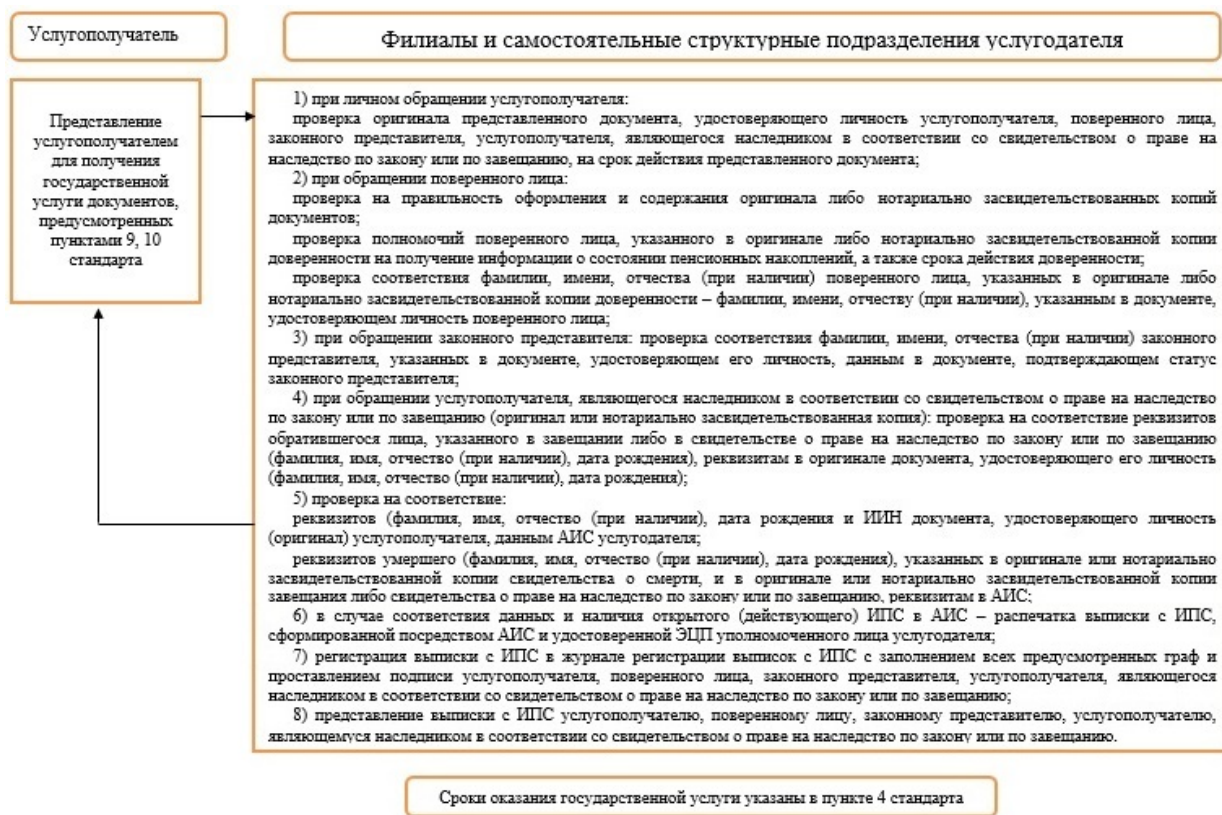 Услугополучатель
Филиалы и самостоятельные структурные подразделения услугодателя
Представление
услугополучателем
для получения
государственной
услуги документов,
предусмотренных
пунктами 9, 10
стандарта
1) при личном обращении услугополучателя:
проверка оригинала представленного документа, удостоверяющего личность услугополучателя, поверенного лица,
законного представителя, услугополучателя, являющегося наследником в соответствии со свидетельством о праве на
наследство по закону или по завещанию, на срок действия представленного документа;
2) при обращении поверенного лица:
проверка на правильность оформления и содержания оригинала либо нотариально засвидетельствованных копий
документов;
проверка полномочий поверенного лица, указанного в оригинале либо нотариально засвидетельствованной копии
доверенности на получение информации о состоянии пенсионных накоплений, а также срока действия доверенности;
проверка соответствия фамилии, имени, отчества (при наличии) поверенного лица, указанных в оригинале либо
нотариально засвидетельствованной копии доверенности – фамилии, имени, отчеству (при наличии), указанным в документе,
удостоверяющем личность поверенного лица;
3) при обращении законного представителя: проверка соответствия фамилии, имени, отчества (при наличии) законного
представителя, указанных в документе, удостоверяющем его личность, данным в документе, подтверждающем статус
законного представителя;
4) при обращении услугополучателя, являющегося наследником в соответствии со свидетельством о праве на наследство
по закону или по завещанию (оригинал или нотариально засвидетельствованная копия): проверка на соответствие реквизитов
обратившегося лица, указанного в завещании либо в свидетельстве о праве на наследство по закону или по завещанию
(фамилия, имя, отчество (при наличии), дата рождения), реквизитам в оригинале документа, удостоверяющего его личность
(фамилия, имя, отчество (при наличии), дата рождения);
5) проверка на соответствие:
реквизитов (фамилия, имя, отчество (при наличии), дата рождения и ИИН документа, удостоверяющего личность
(оригинал) услугополучателя, данным АИС услугодателя;
реквизитов умершего (фамилия, имя, отчество (при наличии), дата рождения), указанных в оригинале или нотариально
засвидетельствованной копии свидетельства о смерти, и в оригинале или нотариально засвидетельствованной копии
завещания либо свидетельства о праве на наследство по закону или по завещанию, реквизитам в АИС;
6) в случае соответствия данных и наличия открытого (действующего) ИПС в АИС – распечатка выписки с ИПС,
сформированной посредством АИС и удостоверенной ЭЦП уполномоченного лица услугодателя;
7) регистрация выписки с ИПС в журнале регистрации выписок с ИПС с заполнением всех предусмотренных граф и
проставлением подписи услугополучателя, поверенного лица, законного представителя, услугополучателя, являющегося
наследником в соответствии со свидетельством о праве на наследство по закону или по завещанию;
8) представление выписки с ИПС услугополучателю, поверенному лицу, законному представителю, услугополучателю,
являющемуся наследником в соответствии со свидетельством о праве на наследство по закону или по завещанию.
Сроки оказания государственной услуги указаны в пункте 4 стандарта